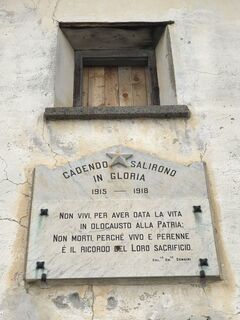 CADENDO SALIRONO
IN GLORIA
1915 — 1918
NON VIVI, PER AVER DATA LA VITA
IN OLOCAUSTO ALLA PATRIA.
NON MORTI, PERCHÉ VIVO E PERENNE
É IL RICORDO DEL LORO SACRIFICIO.